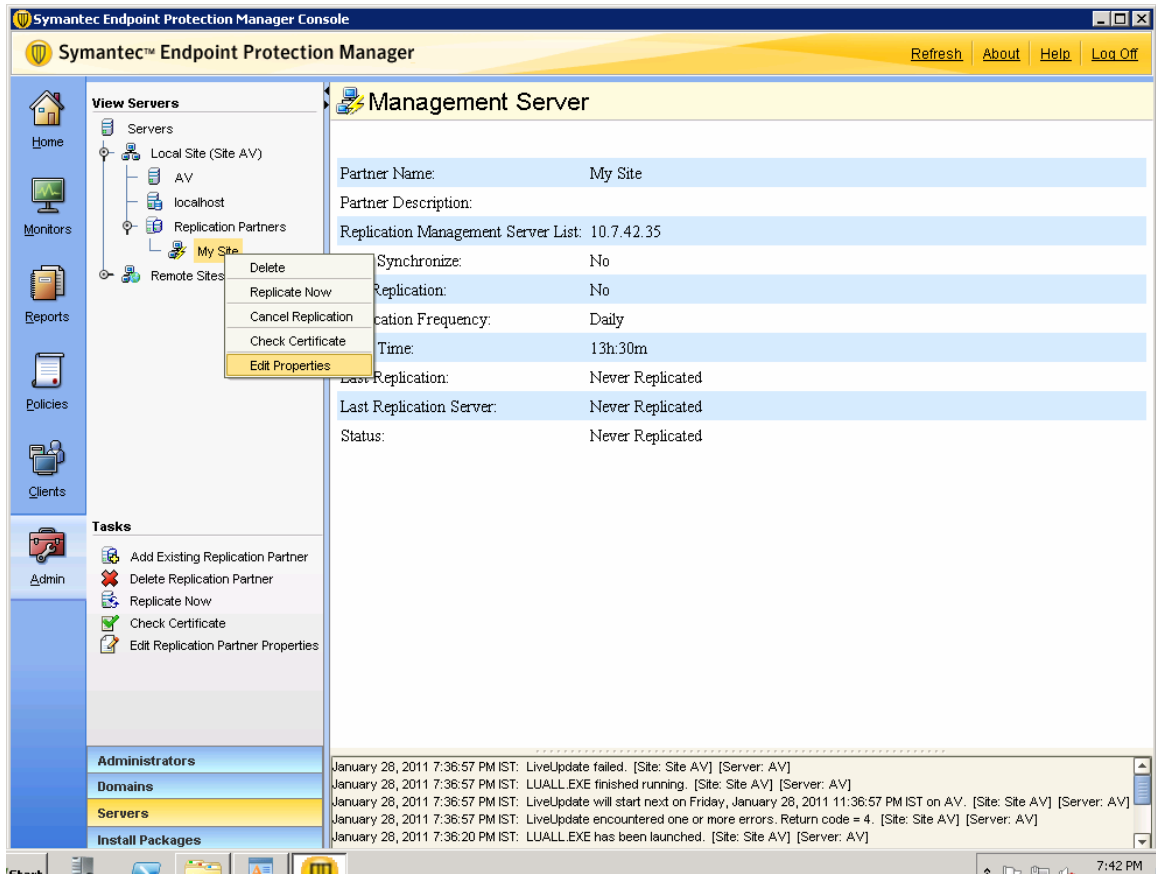 Symantec Endpoint Protection Manager Console
Symantec™ Endpoint Protection Manager
Refresh About Help Log Off
Home
Monitors
Reports
Policies
Clients
Admin
View Servers
Servers
Local Site (Site AV)
AV
localhost
Replication Partners
My Site
Remote Sites
Delete
Replicate Now
Cancel Replication
Check Certificate
Edit Properties
Tasks
Add Existing Replication Partner
Delete Replication Partner
Replicate Now
Check Certificate
Edit Replication Partner Properties
Administrators
Domains
Servers
Install Packages
Management Server
Partner Name: My Site
Partner Description:
Replication Management Server List: 10.7.42.35
Synchronize: No
Replication: No
cation Frequency: Daily
Time: 13h:30m
Last Replication: Never Replicated
Last Replication Server: Never Replicated
Status: Never Replicated
January 28, 2011 7:36:57 PM IST: LiveUpdate failed. [Site: Site AV] [Server: AV]
January 28, 2011 7:36:57 PM IST: LUALL.EXE finished running. [Site: Site AV] [Server: AV]
January 28, 2011 7:36:57 PM IST: LiveUpdate will start next on Friday, January 28, 2011 11:36:57 PM IST on AV. [Site: Site AV] [Server: AV]
January 28, 2011 7:36:57 PM IST: LiveUpdate encountered one or more errors. Return code = 4. [Site: Site AV] [Server: AV]
January 28, 2011 7:36:20 PM IST: LUALL.EXE has been launched. [Site: Site AV] [Server: AV]
Start
7:42 PM